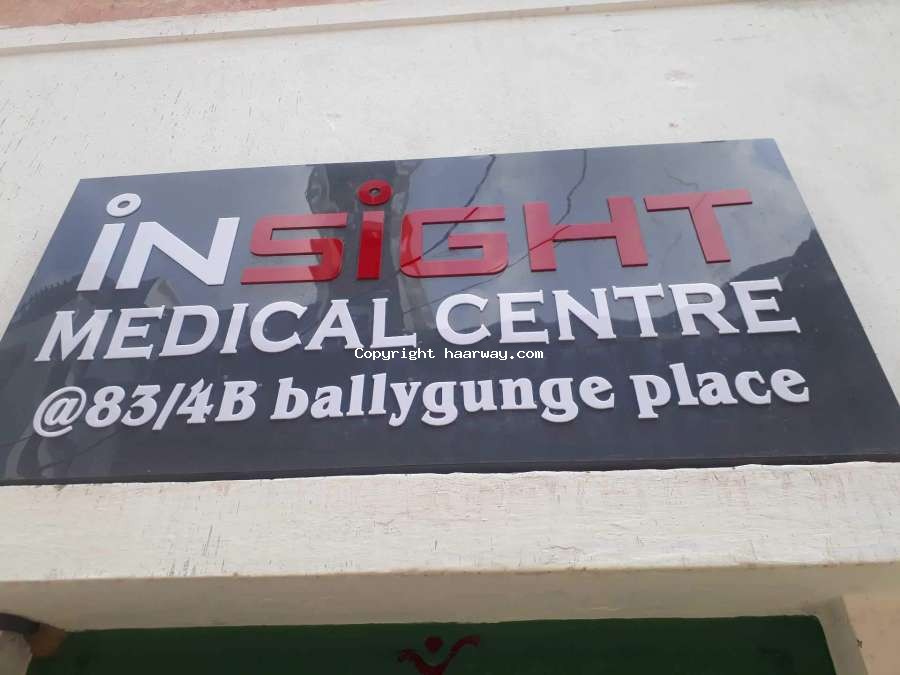 iNSiGHT
MEDICAL CENTRE
Copyright haarway.com
@83/4B ballygunge place